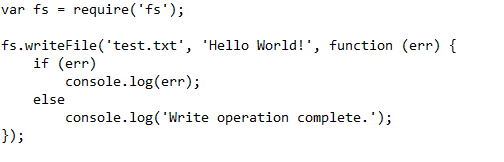 var fs = require('fs');
fs.writeFile('test.txt', 'Hello World!', function (err) {
    if (err)
        console.log(err);
    else
        console.log('Write operation complete.');
});